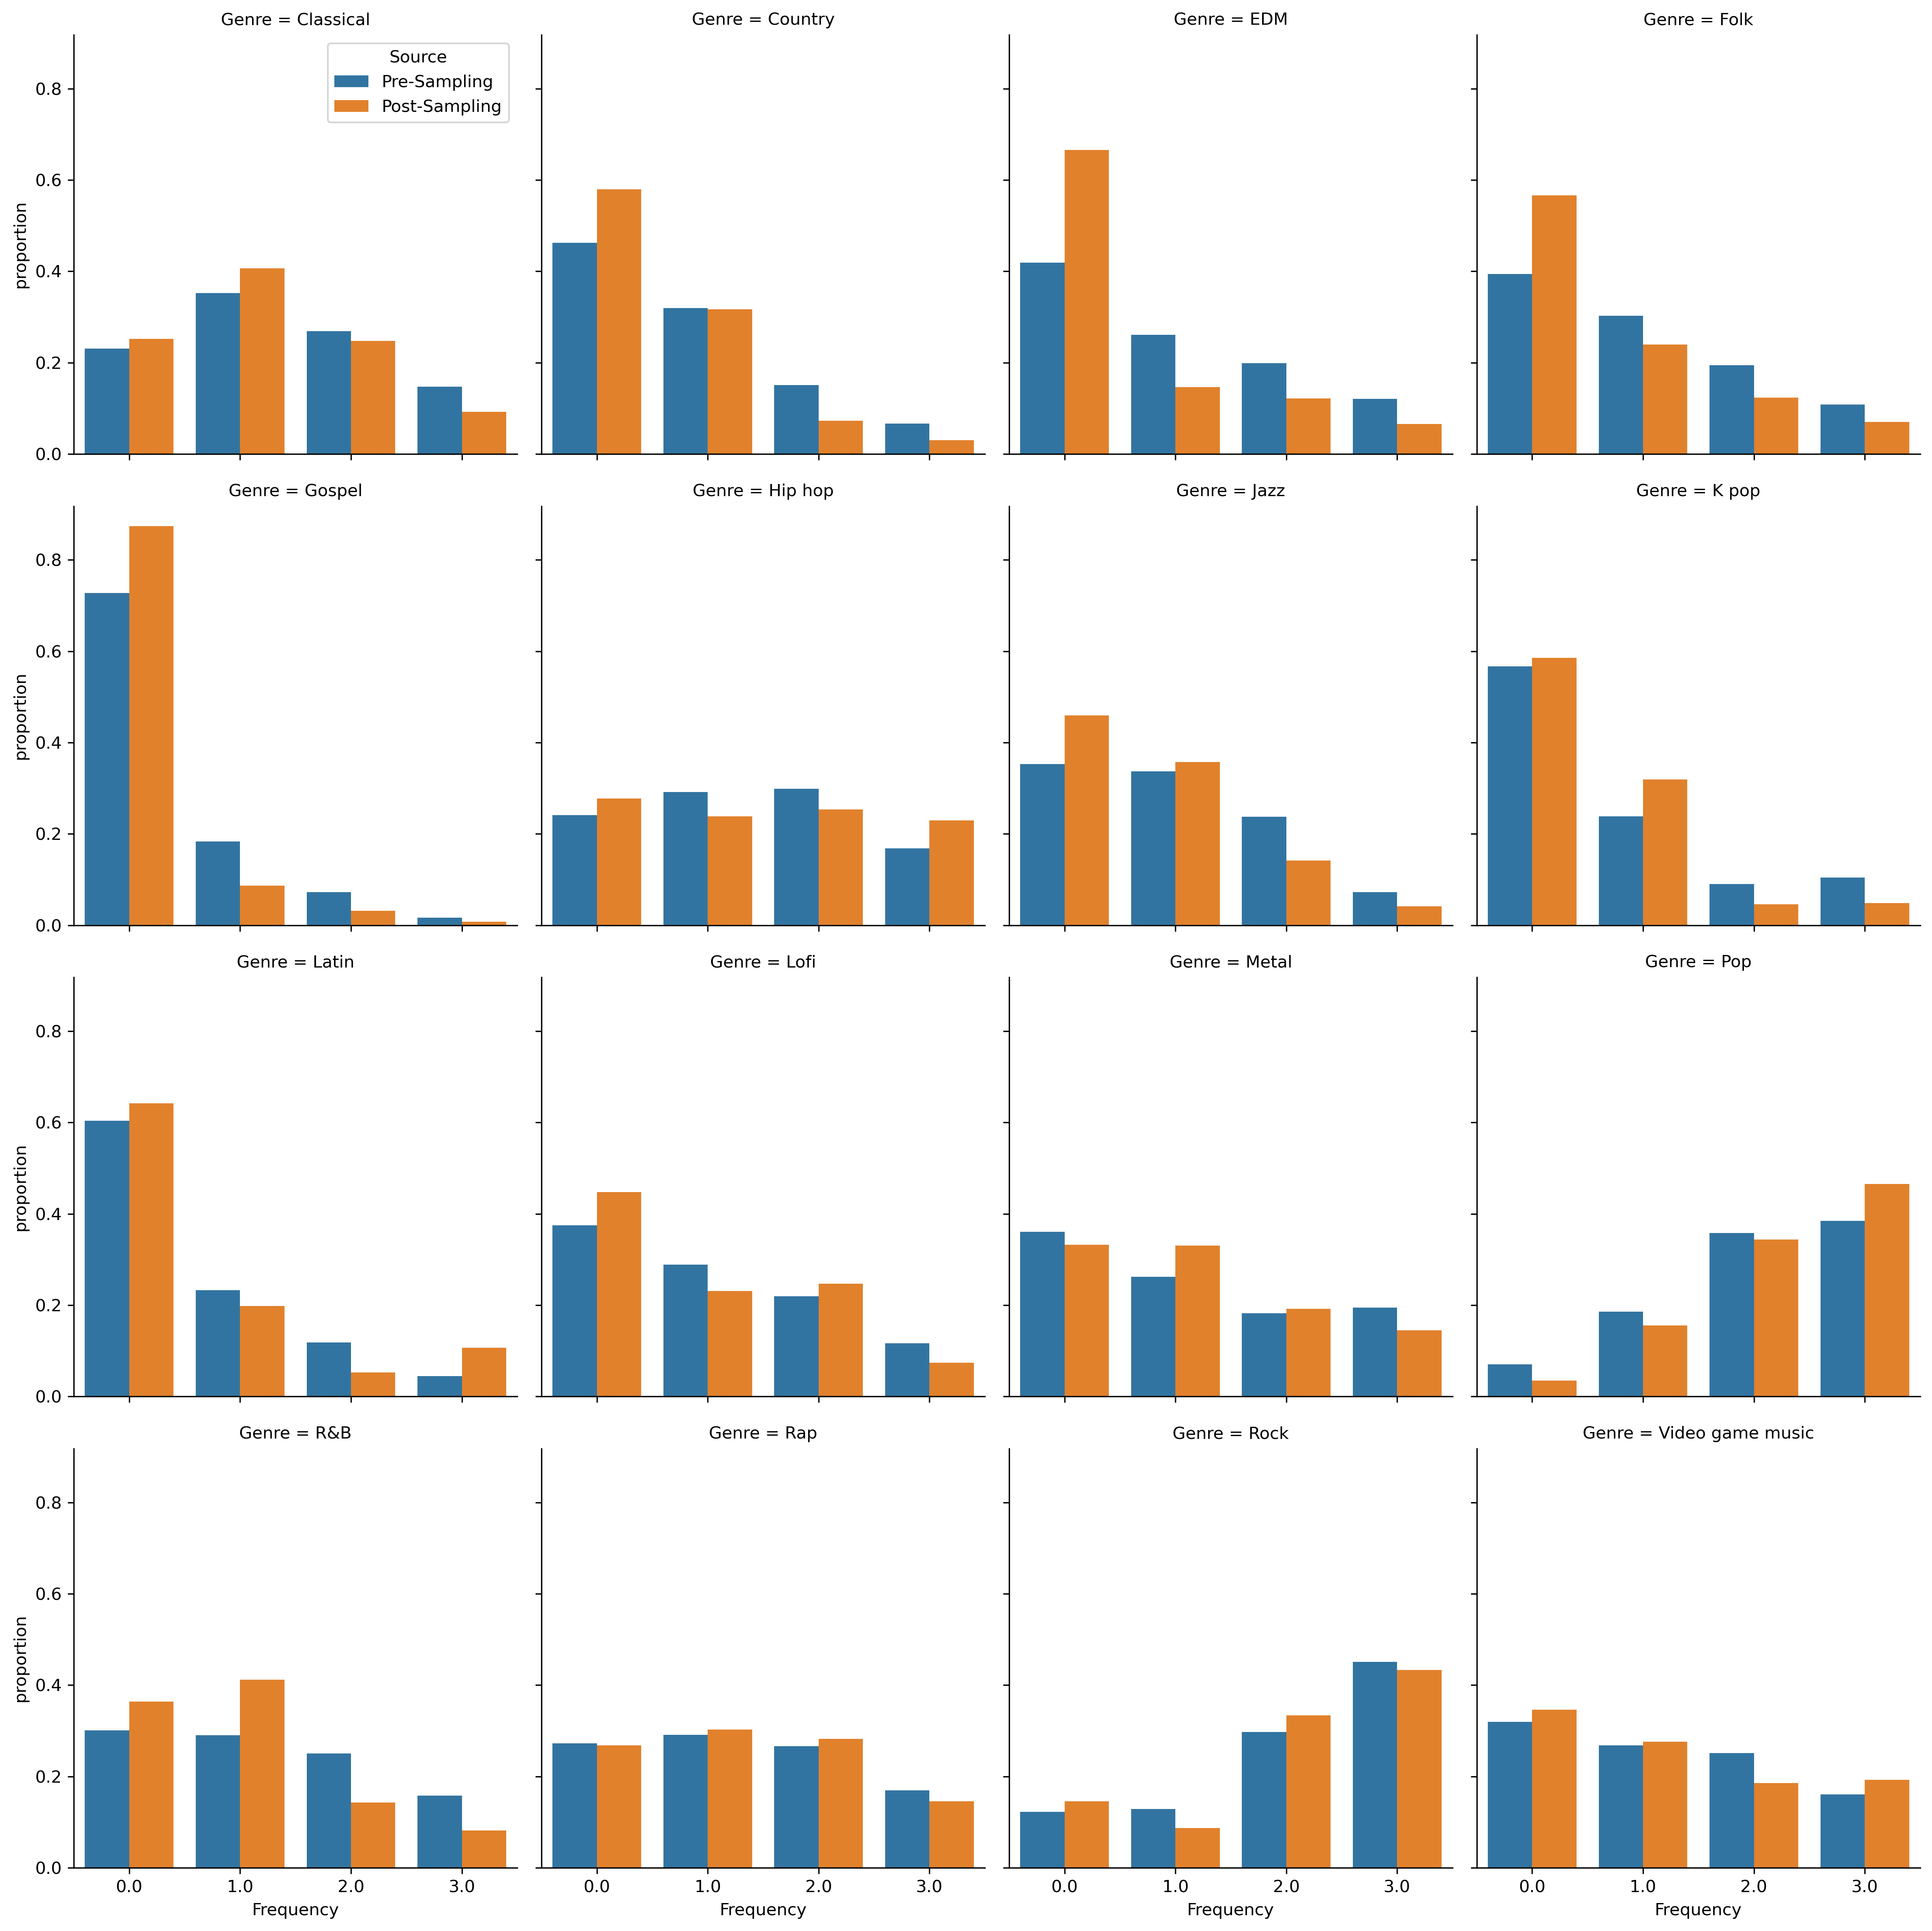 Genre = Classical
Genre = Country
Genre = EDM
Genre = Folk
Source
Pre-Sampling
Post-Sampling
0.8
0.6
0.4
0.2
0.0
proportion
Genre = Gospel
Genre = Hip hop
Genre = Jazz
Genre = K pop
0.8
0.6
0.4
0.2
0.0
proportion
Genre = Latin
Genre = Lofi
Genre = Metal
Genre = Pop
0.8
0.6
0.4
0.2
0.0
proportion
Genre = R&B
Genre = Rap
Genre = Rock
Genre = Video game music
0.8
0.6
0.4
0.2
0.0
proportion
0.0 1.0 2.0 3.0
Frequency
0.0 1.0 2.0 3.0
Frequency
0.0 1.0 2.0 3.0
Frequency
0.0 1.0 2.0 3.0
Frequency